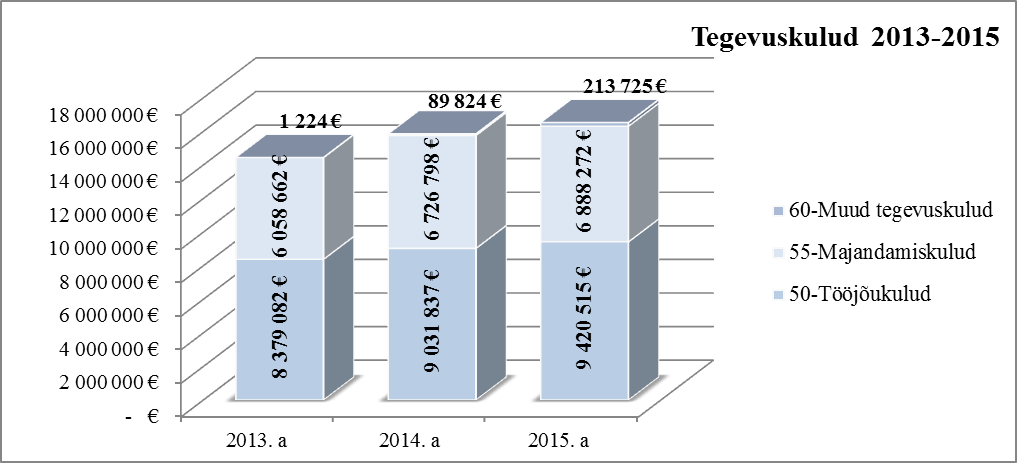 Tegevuskulud 2013-2015
18 000 000 €
16 000 000 €
14 000 000 €
12 000 000 €
10 000 000 €
8 000 000 €
6 000 000 €
4 000 000 €
2 000 000 €
- €
1 224 €
89 824 €
213 725 €
6 058 662 €
6 726 798 €
6 888 272 €
8 379 082 €
9 031 837 €
9 420 515 €
2013. a
2014. a
2015. a
60-Muud tegevuskulud
55-Majandamiskulud
50-Tööjõukulud